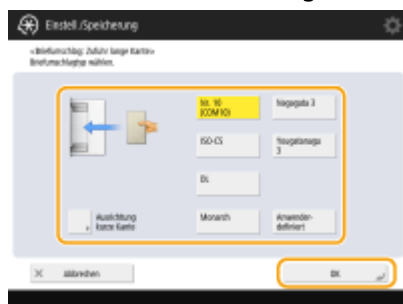 Einstell./Speicherung
<Briefumschlag: Zufuhr lange Kante>
Briefumschlagtyp wählen.
Nr. 10
(COM10)
Nagagata 3
ISO-C5
Yougatanaga
3
DL
Ausrichtung
kurze Kante
Monarch
Anwender-
definiert
Abbrechen
OK